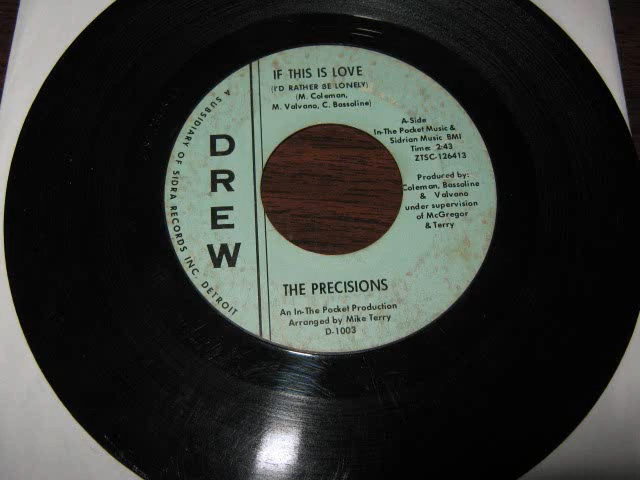 IF THIS IS LOVE
(I'D RATHER BE LONELY)
(M. Coleman,
M. Valvano, C. Bassoline)
A-Side
In-The Pocket Music &
Sidrian Music BMI
Time: 2:43
ZTSC-126413
Produced by:
Coleman, Bassoline
& Valvano
under supervision
of McGregor
& Terry
DREW
A SUBSIDIARY OF SIDRA RECORDS INC. DETROIT
THE PRECISIONS
An In-The Pocket Production
Arranged by Mike Terry
D-1003